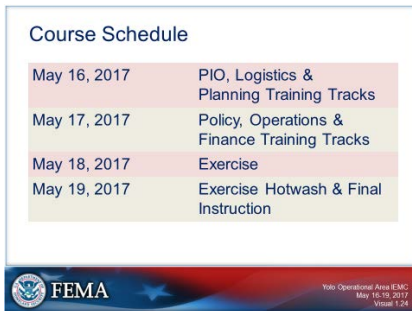 Course Schedule
May 16, 2017 PIO, Logistics &
Planning Training Tracks
May 17, 2017 Policy, Operations &
Finance Training Tracks
May 18, 2017 Exercise
May 19, 2017 Exercise Hotwash & Final
Instruction
FEMA
Yolo Operational Area IEMC
May 16-19, 2017
Visual 1.24